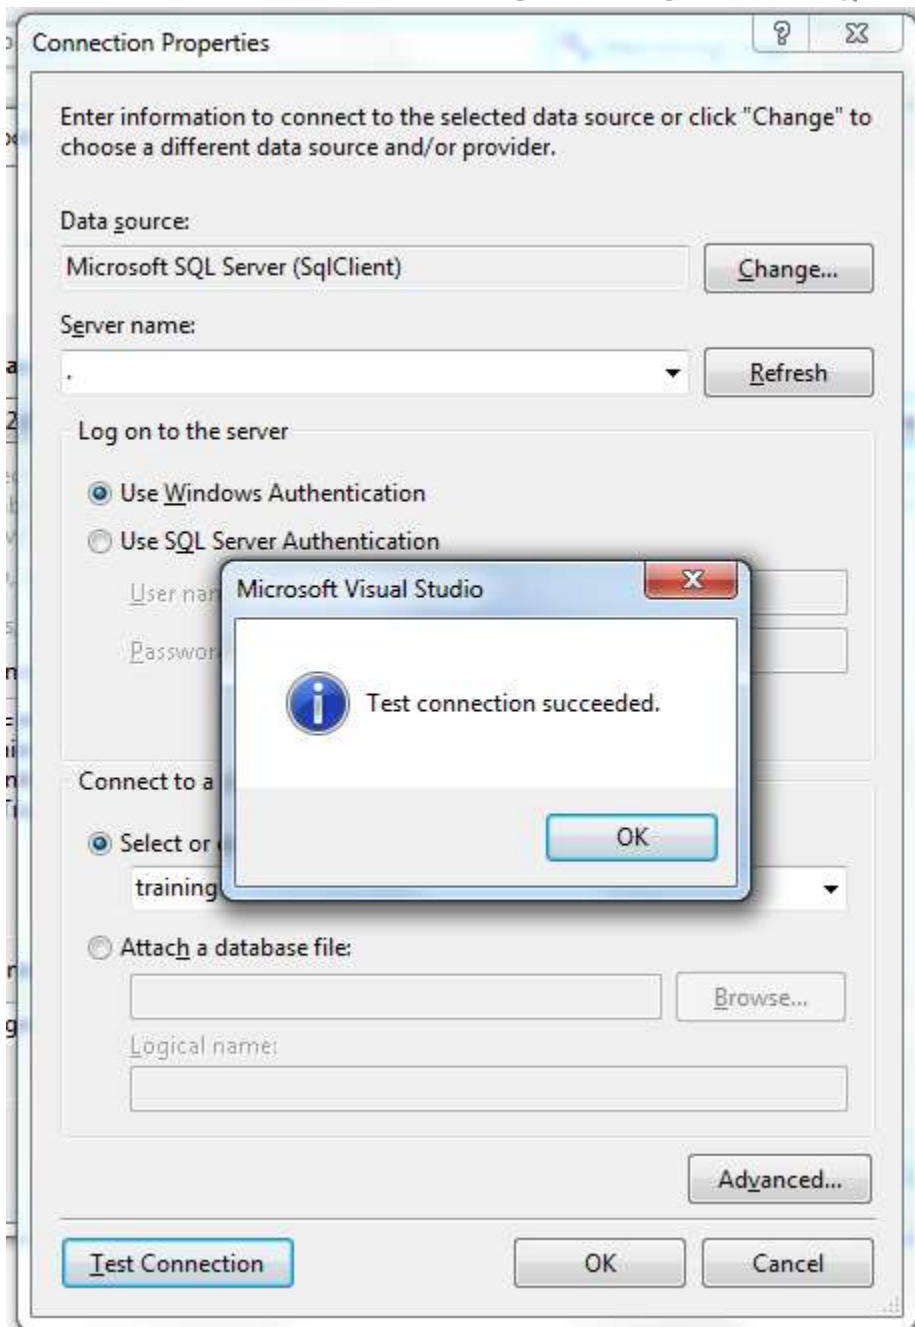 Connection Properties
Enter information to connect to the selected data source or click "Change" to
choose a different data source and/or provider.
Data source:
Microsoft SQL Server (SqlClient)
Change...
Server name:
.
Refresh
Log on to the server
Use Windows Authentication
Use SQL Server Authentication
User
Microsoft Visual Studio
Test connection succeeded.
OK
Connect to a
Select or
training
Attach a database file:
Browse...
Logical name:
Advanced...
Test Connection
OK
Cancel